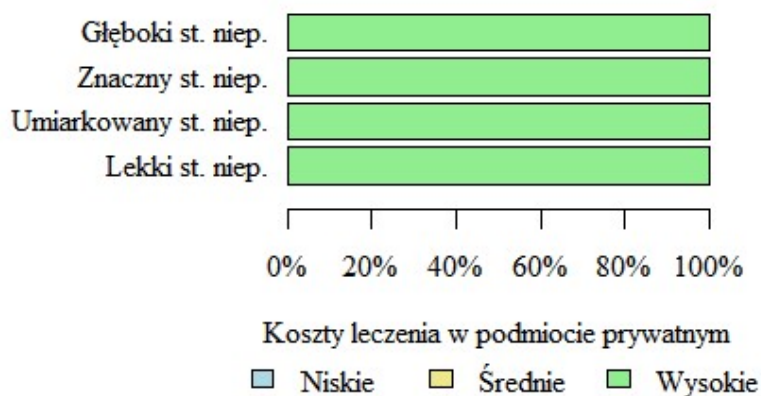 Głęboki st. niep.
Znaczny st. niep.
Umiarkowany st. niep.
Lekki st. niep.
0% 20% 40% 60% 80% 100%
Koszty leczenia w podmiocie prywatnym
Niskie Średnie Wysokie